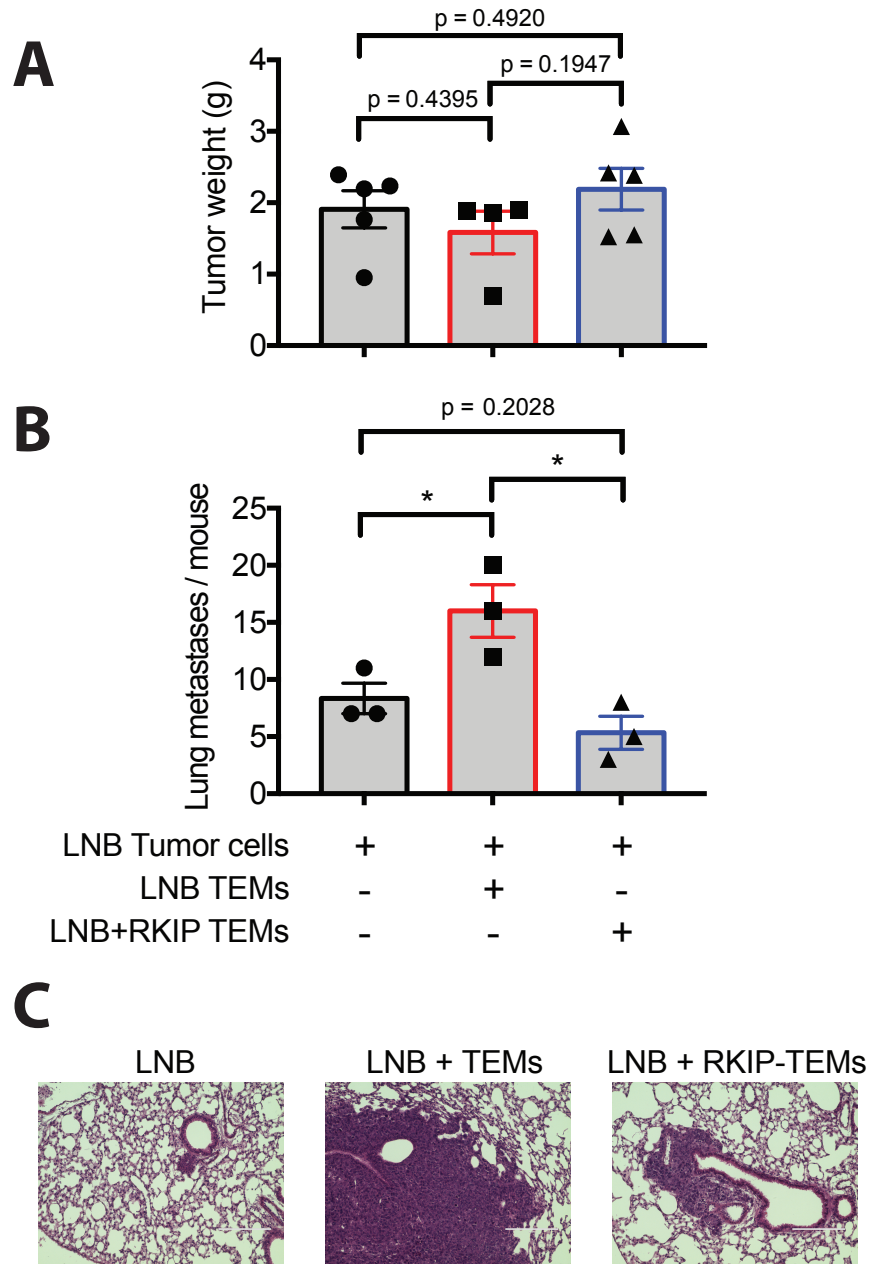 A
p = 0.4920
p = 0.1947
p = 0.4395
Tumor weight (g)
4
3
2
1
0
B
p = 0.2028
*
*
Lung metastases / mouse
25
20
15
10
5
0
LNB Tumor cells + + +
LNB TEMs - + -
LNB+RKIP TEMs - - +
C
LNB LNB + TEMs LNB + RKIP-TEMs